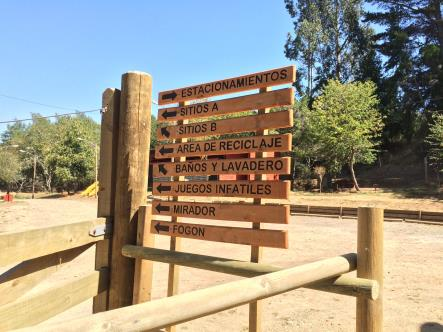 ESTACIONAMIENTOS
SITIOS A
SITIOS B
AREA DE RECICLAJE
BAÑOS Y LAVADERO
JUEGOS INFATILES
MIRADOR
FOGON